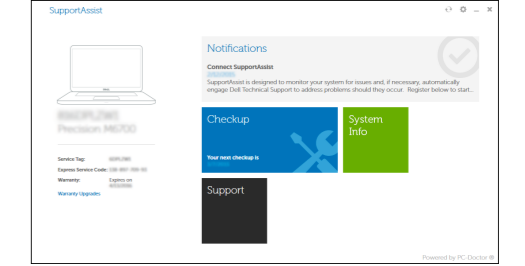 SupportAssist
Notifications
Connect SupportAssist
SupportAssist is designed to monitor your system for issues and, if necessary, automatically
engage Dell Technical Support to address problems should they occur. Register below to start...
Precision M6700
Checkup
System
Info
Your next checkup is
Service Tag:
Express Service Code:
Warranty:
Expires on
Warranty Upgrades
Support
Powered by PC-Doctor ®